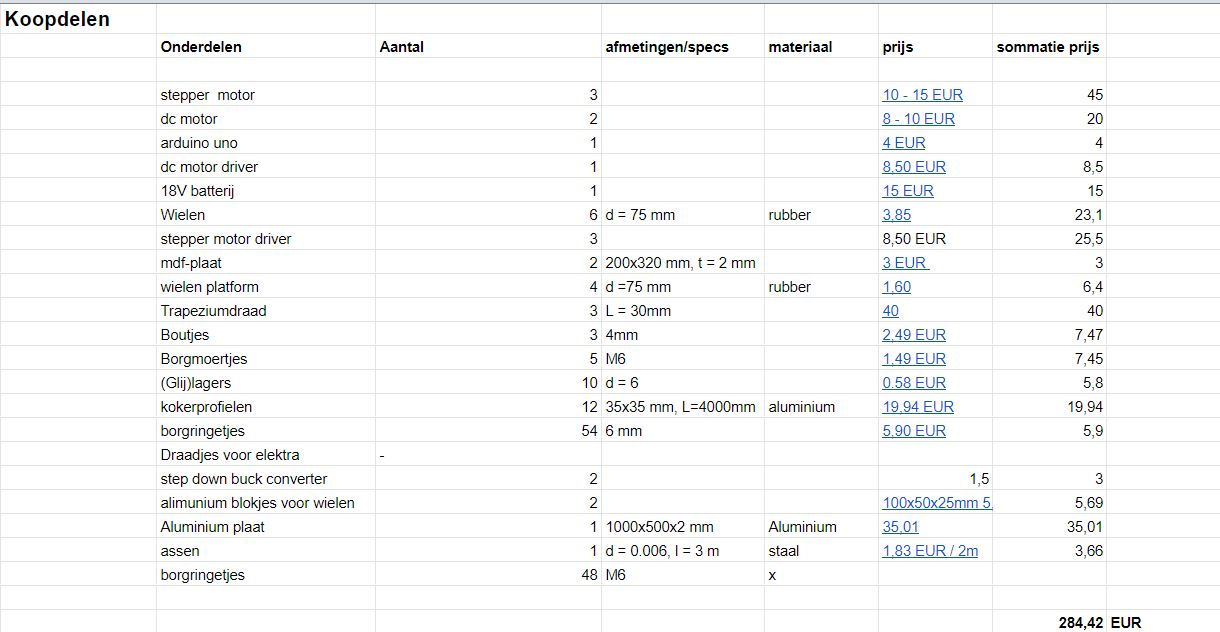 Koopdelen
Onderdelen Aantal afmetingen/specs materiaal prijs sommatie prijs
stepper motor 3 10 - 15 EUR 45
dc motor 2 8 - 10 EUR 20
arduino uno 1 4 EUR 4
dc motor driver 1 8,50 EUR 8,5
18V batterij 1 15 EUR 15
Wielen 6 d = 75 mm rubber 3,85 23,1
stepper motor driver 3 8,50 EUR 25,5
mdf-plaat 2 200x320 mm, t = 2 mm 3 EUR 3
wielen platform 4 d =75 mm rubber 1,60 6,4
Trapeziumdraad 3 L = 30mm 40 40
Boutjes 3 4mm 2,49 EUR 7,47
Borgmoertjes 5 M6 1,49 EUR 7,45
(Glij)lagers 10 d = 6 0.58 EUR 5,8
kokerprofielen 12 35x35 mm, L=4000mm aluminium 19,94 EUR 19,94
borgringetjes 54 6 mm 5,90 EUR 5,9
Draadjes voor elektra -
step down buck converter 2 1,5 3
alimunium blokjes voor wielen 2 100x50x25mm 5, 5,69
Aluminium plaat 1 1000x500x2 mm Aluminium 35,01 35,01
assen 1 d = 0.006, l = 3 m staal 1,83 EUR / 2m 3,66
borgringetjes 48 M6 x
284,42 EUR